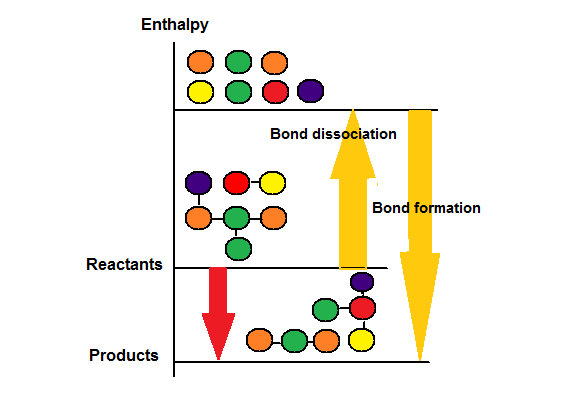 Enthalpy
Bond dissociation
Bond formation
Reactants
Products